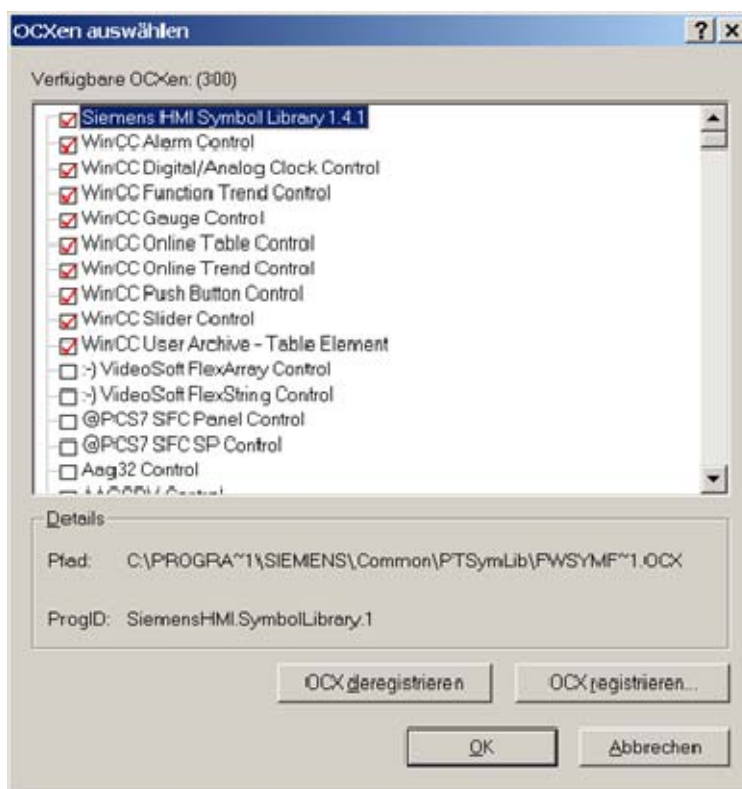 OCXen auswählen
Verfügbare OCXen: (300)
Siemens HMI Symbol Library 1.4.1
WinCC Alarm Control
WinCC Digital/Analog Clock Control
WinCC Function Trend Control
WinCC Gauge Control
WinCC Online Table Control
WinCC Online Trend Control
WinCC Push Button Control
WinCC Slider Control
WinCC User Archive - Table Element
:-) VideoSoft FlexArray Control
:-) VideoSoft FlexString Control
@PCS7 SFC Panel Control
@PCS7 SFC SP Control
Aag32 Control
Details
Pfad: C:\PROGRA~1\SIEMENS\Common\PTSymLib\FWSYMF~1.OCX
ProgID: SiemensHMI.SymbolLibrary.1
OCX deregistrieren
OCX registrieren...
OK
Abbrechen